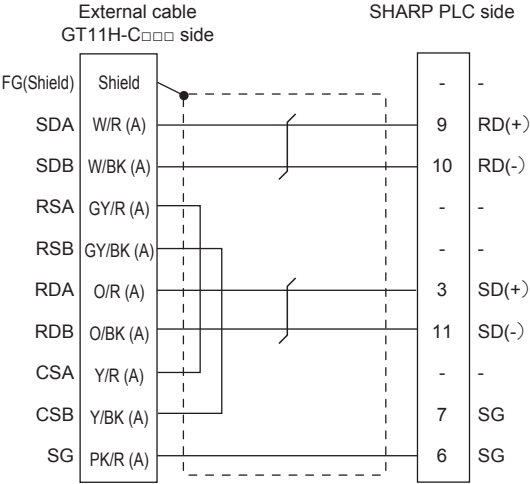 External cable
GT11H-C□□□ side
SHARP PLC side
FG(Shield) Shield - -
SDA W/R (A) 9 RD(+)
SDB W/BK (A) 10 RD(-)
RSA GY/R (A) - -
RSB GY/BK (A) - -
RDA O/R (A) 3 SD(+)
RDB O/BK (A) 11 SD(-)
CSA Y/R (A) - -
CSB Y/BK (A) 7 SG
SG PK/R (A) 6 SG